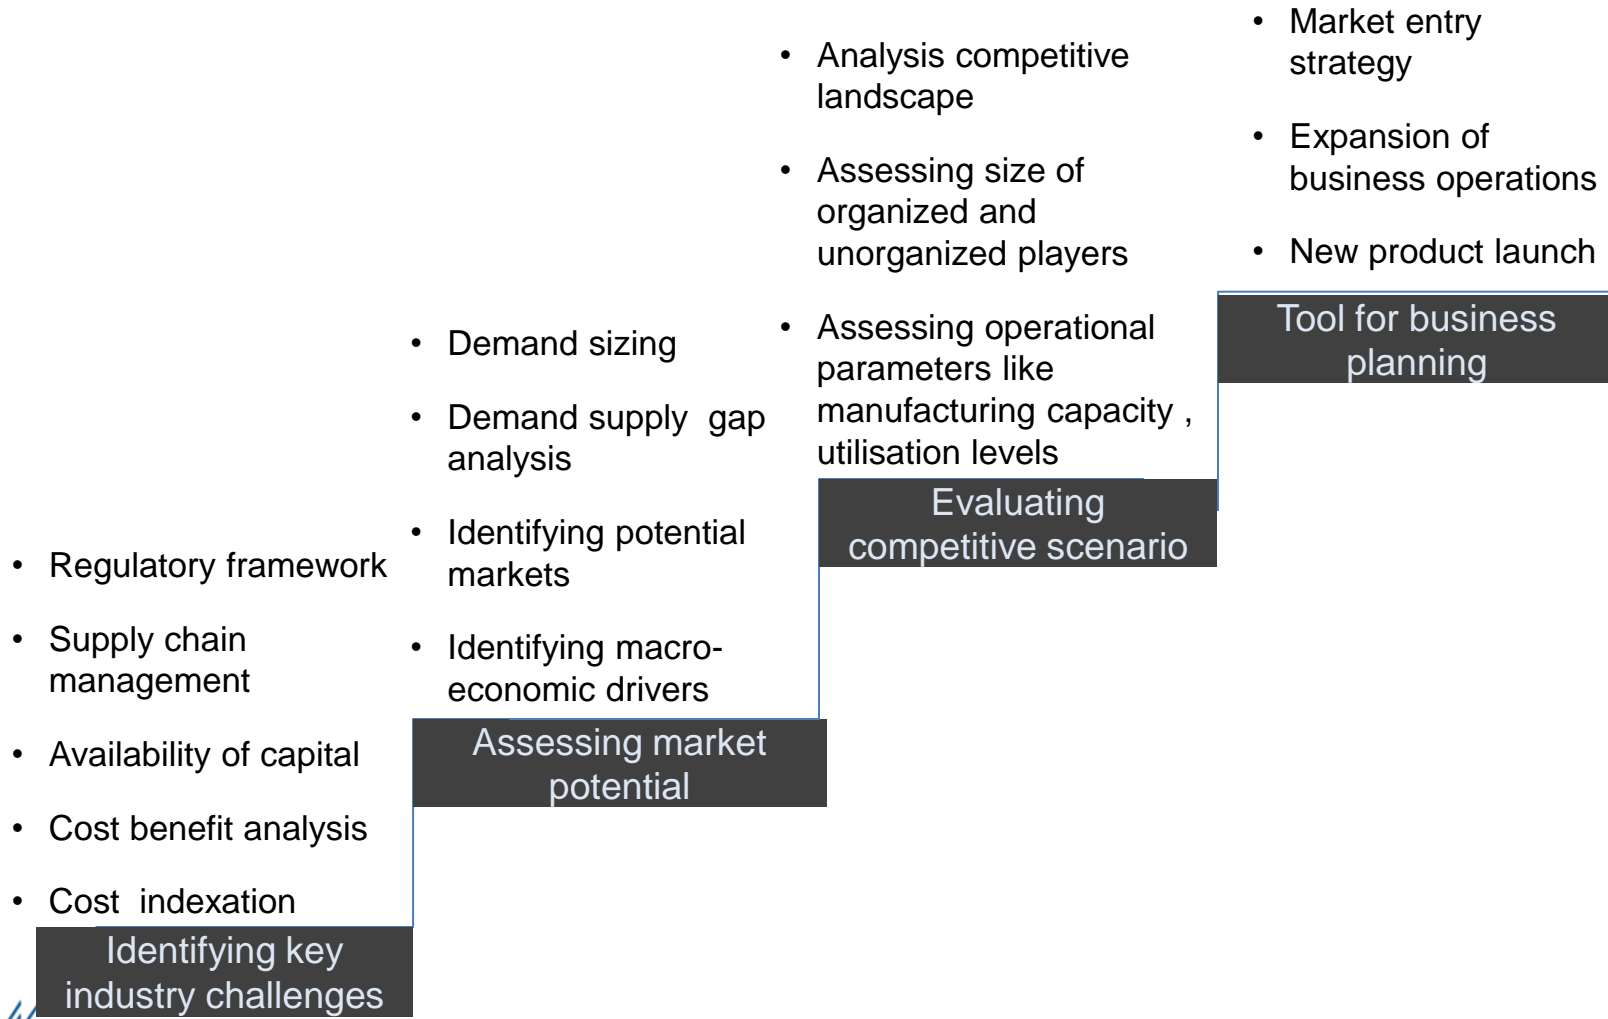 • Regulatory framework
• Supply chain
management
• Availability of capital
• Cost benefit analysis
• Cost  indexation
Identifying key
industry challenges
• Demand sizing
• Demand supply  gap
analysis
• Identifying potential
markets
• Identifying macro-
economic drivers
Assessing market
potential
• Analysis competitive
landscape
• Assessing size of
organized and
unorganized players
• Assessing operational
parameters like
manufacturing capacity ,
utilisation levels
Evaluating
competitive scenario
• Market entry
strategy
• Expansion of
business operations
• New product launch
Tool for business
planning